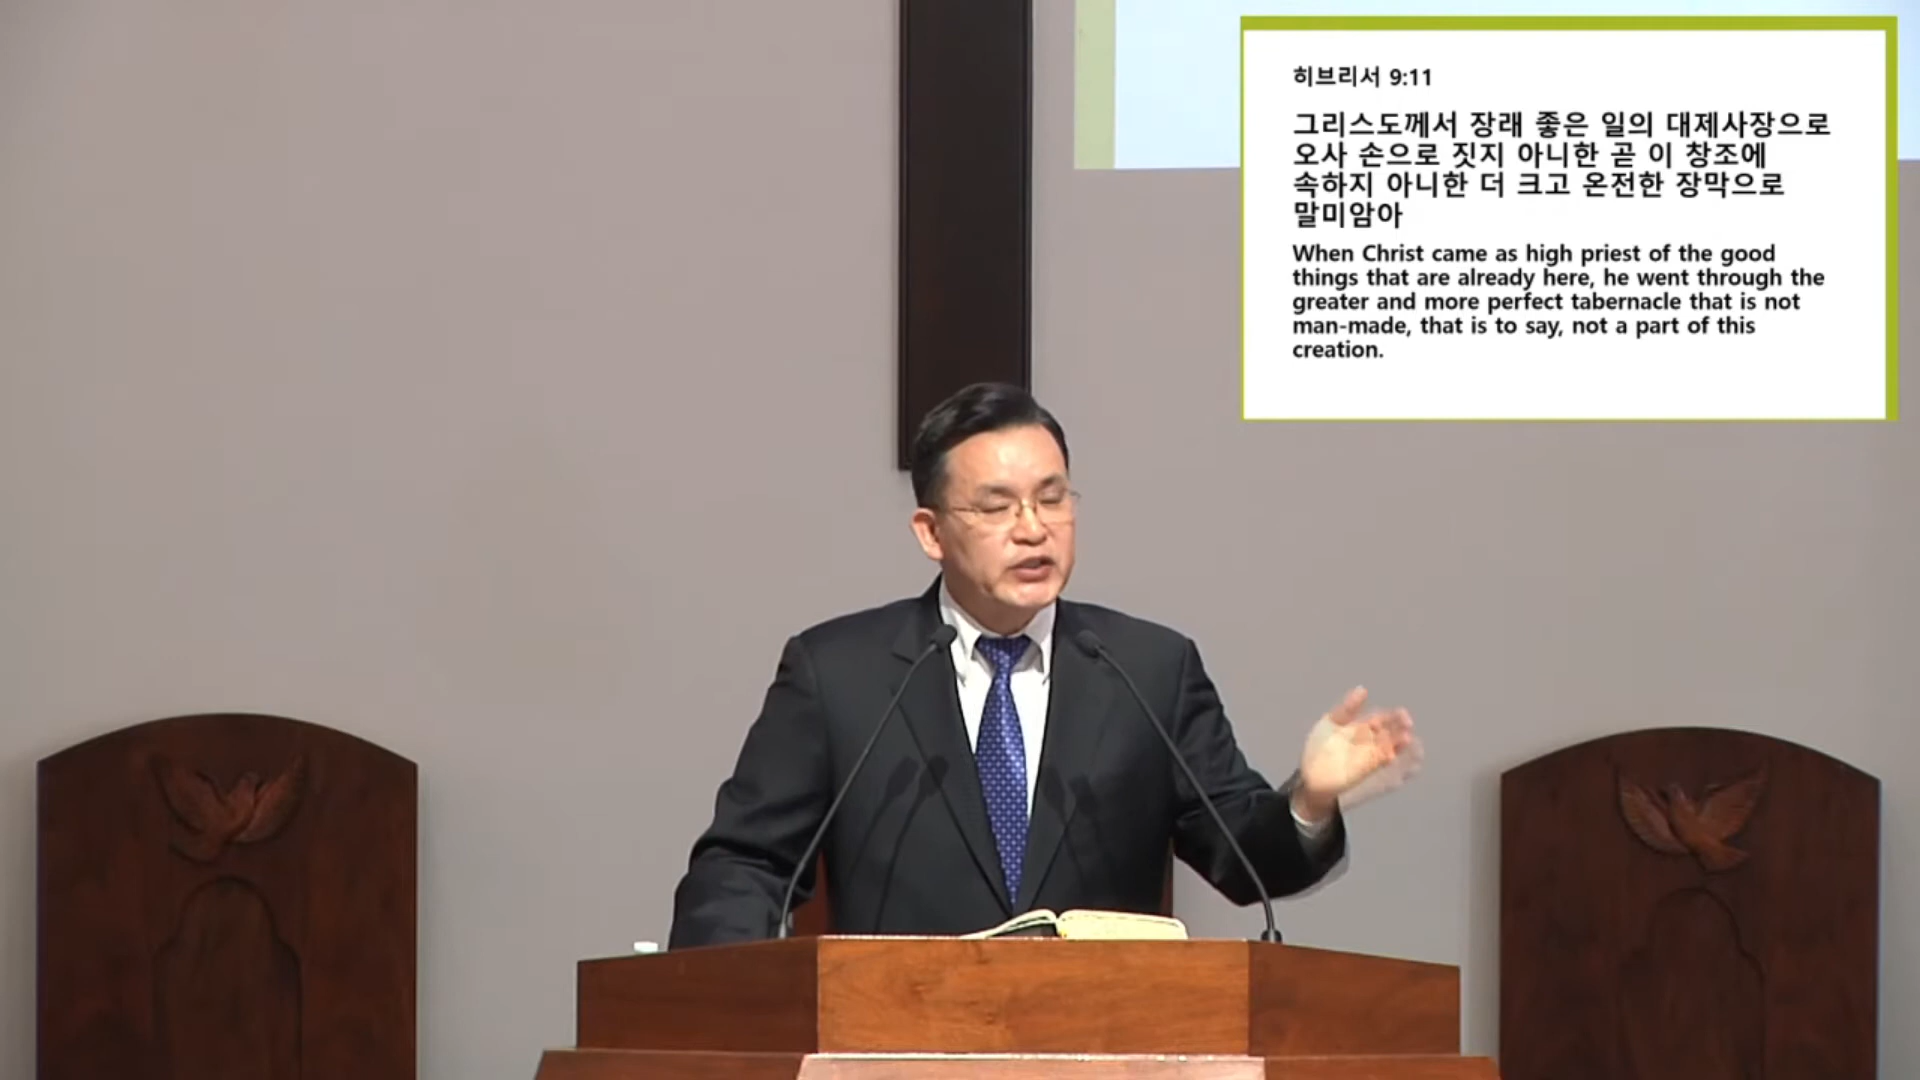 히브리서 9:11
그리스도께서 장래 좋은 일의 대제사장으로
오사 손으로 짓지 아니한 곧 이 창조에
속하지 아니한 더 크고 온전한 장막으로
말미암아
When Christ came as high priest of the good
things that are already here, he went through the
greater and more perfect tabernacle that is not
man-made, that is to say, not a part of this
creation.